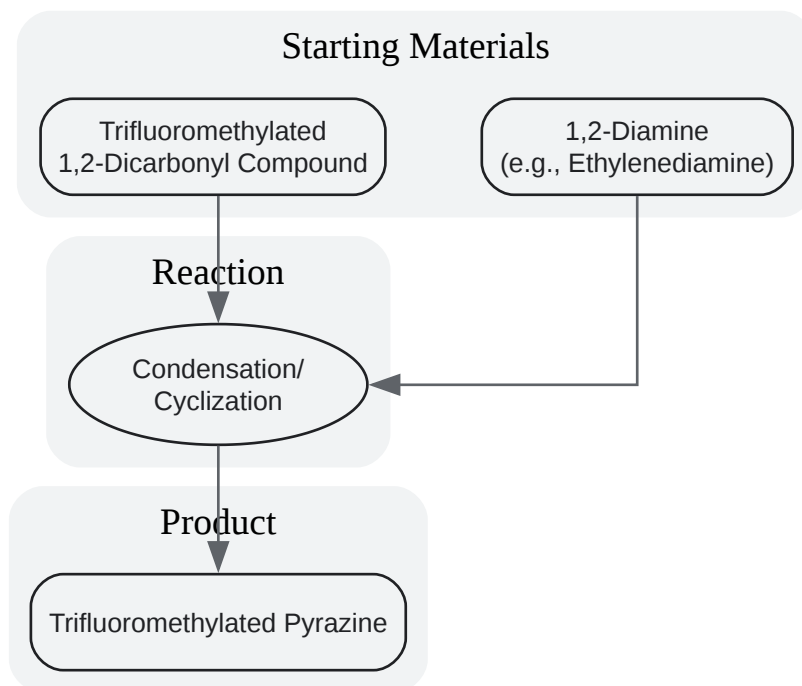 Starting Materials
Trifluoromethylated
1,2-Dicarbonyl Compound
1,2-Diamine
(e.g., Ethylenediamine)
Reaction
Condensation/
Cyclization
Product
Trifluoromethylated Pyrazine